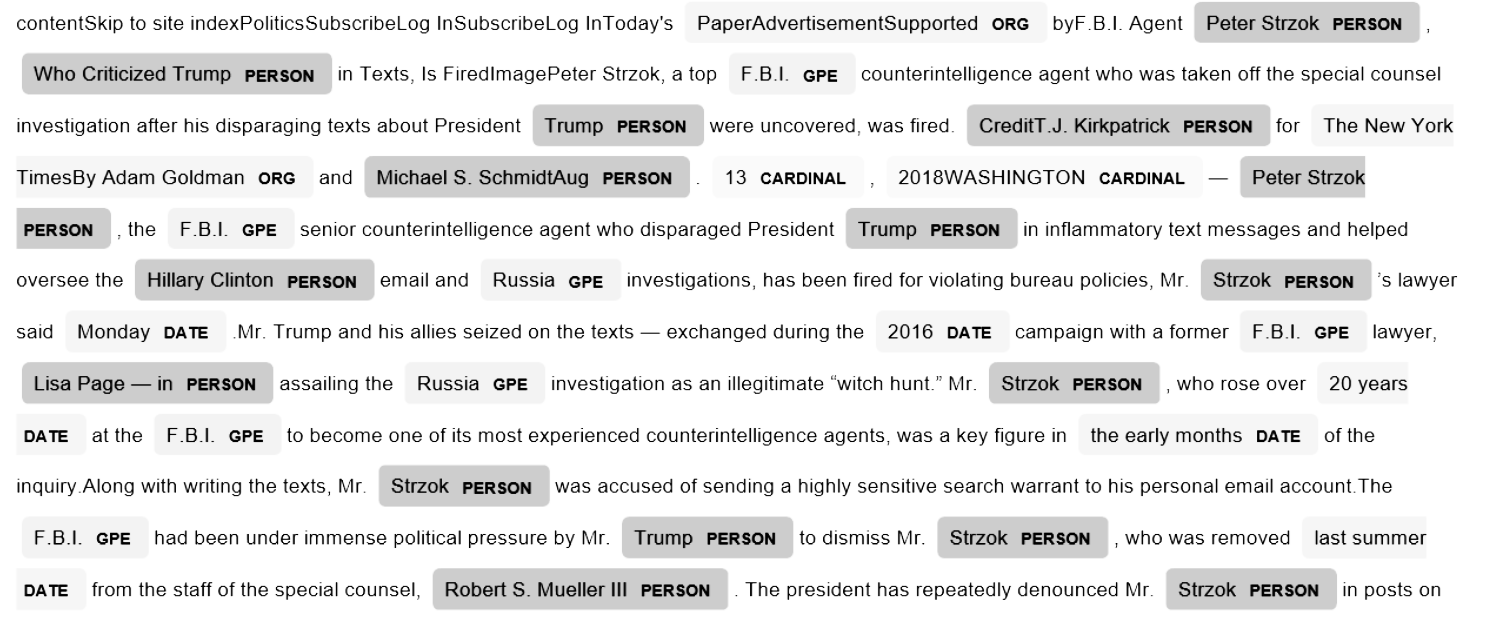 contentSkip to site indexPoliticsSubscribeLog InSubscribeLog InToday's PaperAdvertisementSupported ORG byF.B.I. Agent Peter Strzok PERSON ,
Who Criticized Trump PERSON in Texts, Is FiredImagePeter Strzok, a top F.B.I. GPE counterintelligence agent who was taken off the special counsel
investigation after his disparaging texts about President Trump PERSON were uncovered, was fired. CreditT.J. Kirkpatrick PERSON for The New York
TimesBy Adam Goldman ORG and Michael S. SchmidtAug PERSON . 13 CARDINAL , 2018WASHINGTON CARDINAL — Peter Strzok
PERSON , the F.B.I. GPE senior counterintelligence agent who disparaged President Trump PERSON in inflammatory text messages and helped
oversee the Hillary Clinton PERSON email and Russia GPE investigations, has been fired for violating bureau policies, Mr. Strzok PERSON ’s lawyer
said Monday DATE .Mr. Trump and his allies seized on the texts — exchanged during the 2016 DATE campaign with a former F.B.I. GPE lawyer,
Lisa Page — in PERSON assailing the Russia GPE investigation as an illegitimate “witch hunt.” Mr. Strzok PERSON , who rose over 20 years
DATE at the F.B.I. GPE to become one of its most experienced counterintelligence agents, was a key figure in the early months DATE of the
inquiry.Along with writing the texts, Mr. Strzok PERSON was accused of sending a highly sensitive search warrant to his personal email account.The
F.B.I. GPE had been under immense political pressure by Mr. Trump PERSON to dismiss Mr. Strzok PERSON , who was removed last summer
DATE from the staff of the special counsel, Robert S. Mueller III PERSON . The president has repeatedly denounced Mr. Strzok PERSON in posts on